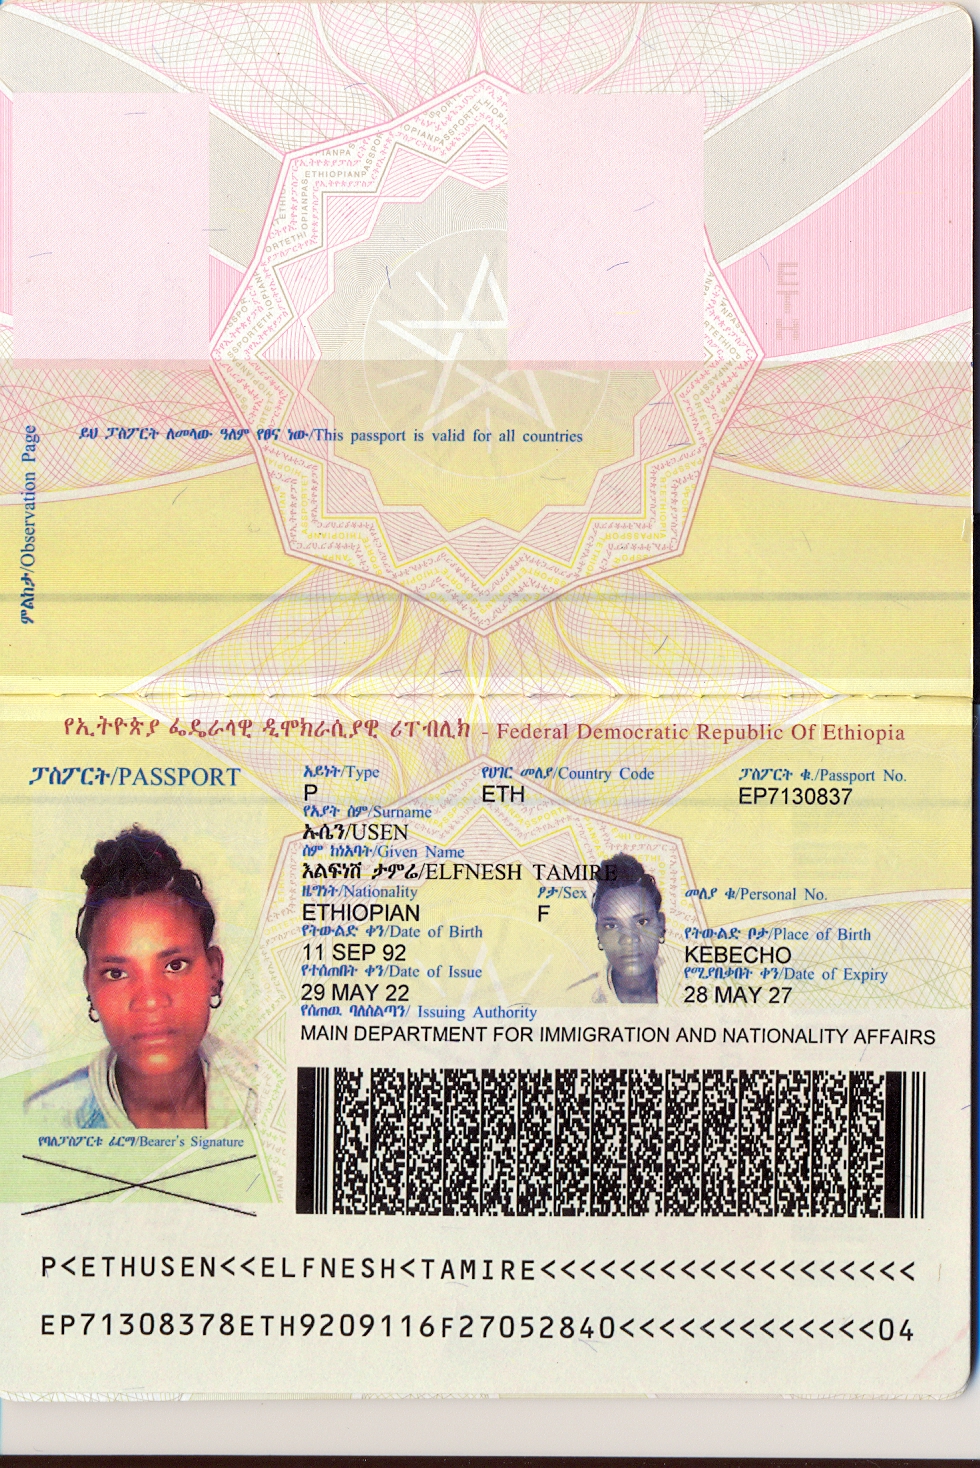 ይህ ፓስፖርት ለመላው ዓለም የፀና ነው/This passport is valid for all countries
ምልከታ/Observation Page
የኢትዮጵያ ፌዴራላዊ ዲሞክራሲያዊ ሪፐብሊክ - Federal Democratic Republic Of Ethiopia
ፓስፖርት/PASSPORT
አይነት/Type
የሀገር መለያ/Country Code
ፓስፖርት ቁ./Passport No.
P
ETH
EP7130837
የአያት ስም/Surname
ኡሴን/USEN
ስም ከነአባት/Given Name
እልፍነሽ ታምሬ/ELFNESH TAMIRE
ዜግነት/Nationality
ፆታ/Sex
መለያ ቁ/Personal No.
ETHIOPIAN
F
የትውልድ ቀን/Date of Birth
የትውልድ ቦታ/Place of Birth
11 SEP 92
KEBECHO
የተሰጠበት ቀን/Date of Issue
የሚያበቃበት ቀን/Date of Expiry
29 MAY 22
28 MAY 27
የሰጠዉ ባለስልጣን/ Issuing Authority
MAIN DEPARTMENT FOR IMMIGRATION AND NATIONALITY AFFAIRS
የባለፓስፖርቱ ፊርማ/Bearer's Signature
P<ETHUSEN<<ELFNESH<TAMIRE<<<<<<<<<<<<<<<<<<<
EP71308378ETH9209116F27052840<<<<<<<<<<<<<04